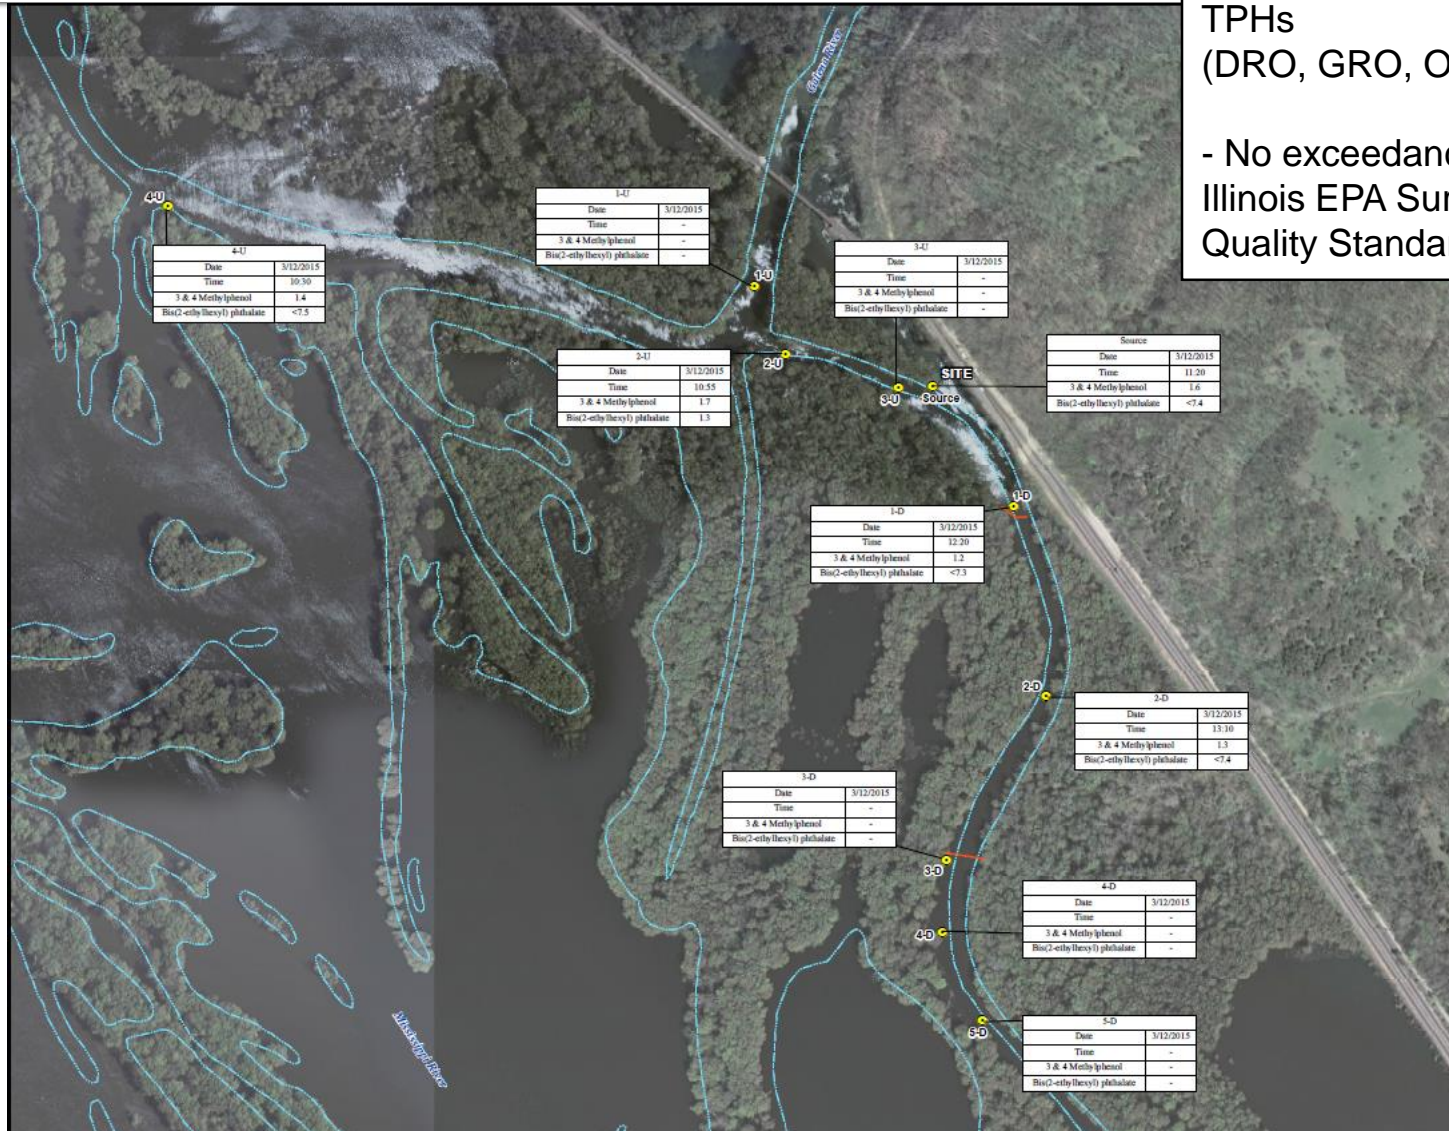 TPHs
(DRO, GRO, O
- No exceedanc
Illinois EPA Sur
Quality Standar
Galena River
4-U
4-U
Date 3/12/2015
Time 10:30
3 & 4 Methylphenol 1.4
Bis(2-ethylhexyl) phthalate <7.5
1-U
Date 3/12/2015
Time -
3 & 4 Methylphenol -
Bis(2-ethylhexyl) phthalate -
1-U
3-U
Date 3/12/2015
Time -
3 & 4 Methylphenol -
Bis(2-ethylhexyl) phthalate -
2-U
Date 3/12/2015
Time 10:55
3 & 4 Methylphenol 1.7
Bis(2-ethylhexyl) phthalate 1.3
2-U
3-U
SITE
Source
Source
Date 3/12/2015
Time 11:20
3 & 4 Methylphenol 1.6
Bis(2-ethylhexyl) phthalate <7.4
1-D
Date 3/12/2015
Time 12:20
3 & 4 Methylphenol 1.2
Bis(2-ethylhexyl) phthalate <7.3
1-D
2-D
2-D
Date 3/12/2015
Time 13:10
3 & 4 Methylphenol 1.3
Bis(2-ethylhexyl) phthalate <7.4
3-D
Date 3/12/2015
Time -
3 & 4 Methylphenol -
Bis(2-ethylhexyl) phthalate -
3-D
4-D
4-D
Date 3/12/2015
Time -
3 & 4 Methylphenol -
Bis(2-ethylhexyl) phthalate -
5-D
5-D
Date 3/12/2015
Time -
3 & 4 Methylphenol -
Bis(2-ethylhexyl) phthalate -
Mississippi River